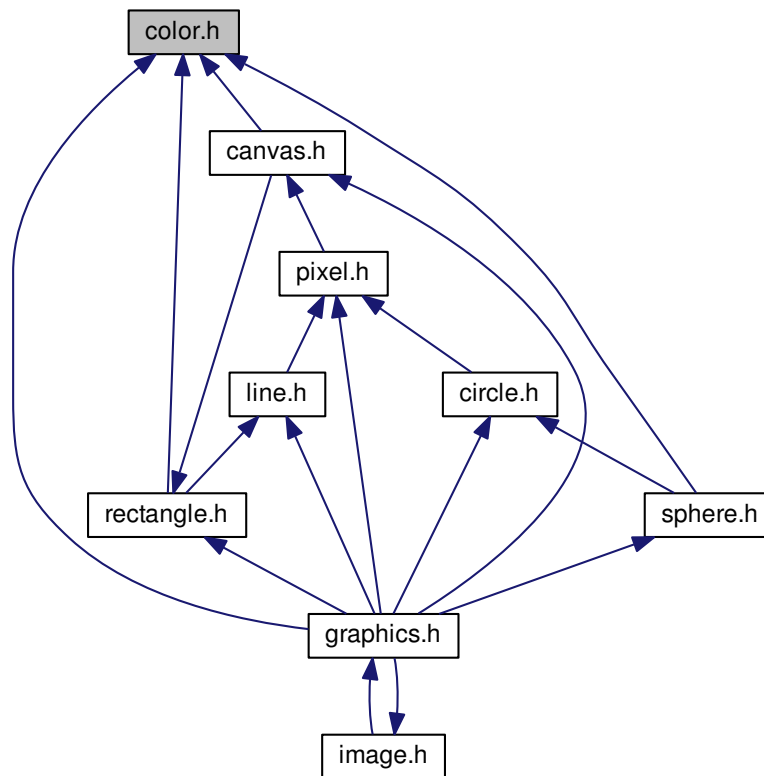 color.h
canvas.h
pixel.h
line.h
circle.h
rectangle.h
sphere.h
graphics.h
image.h